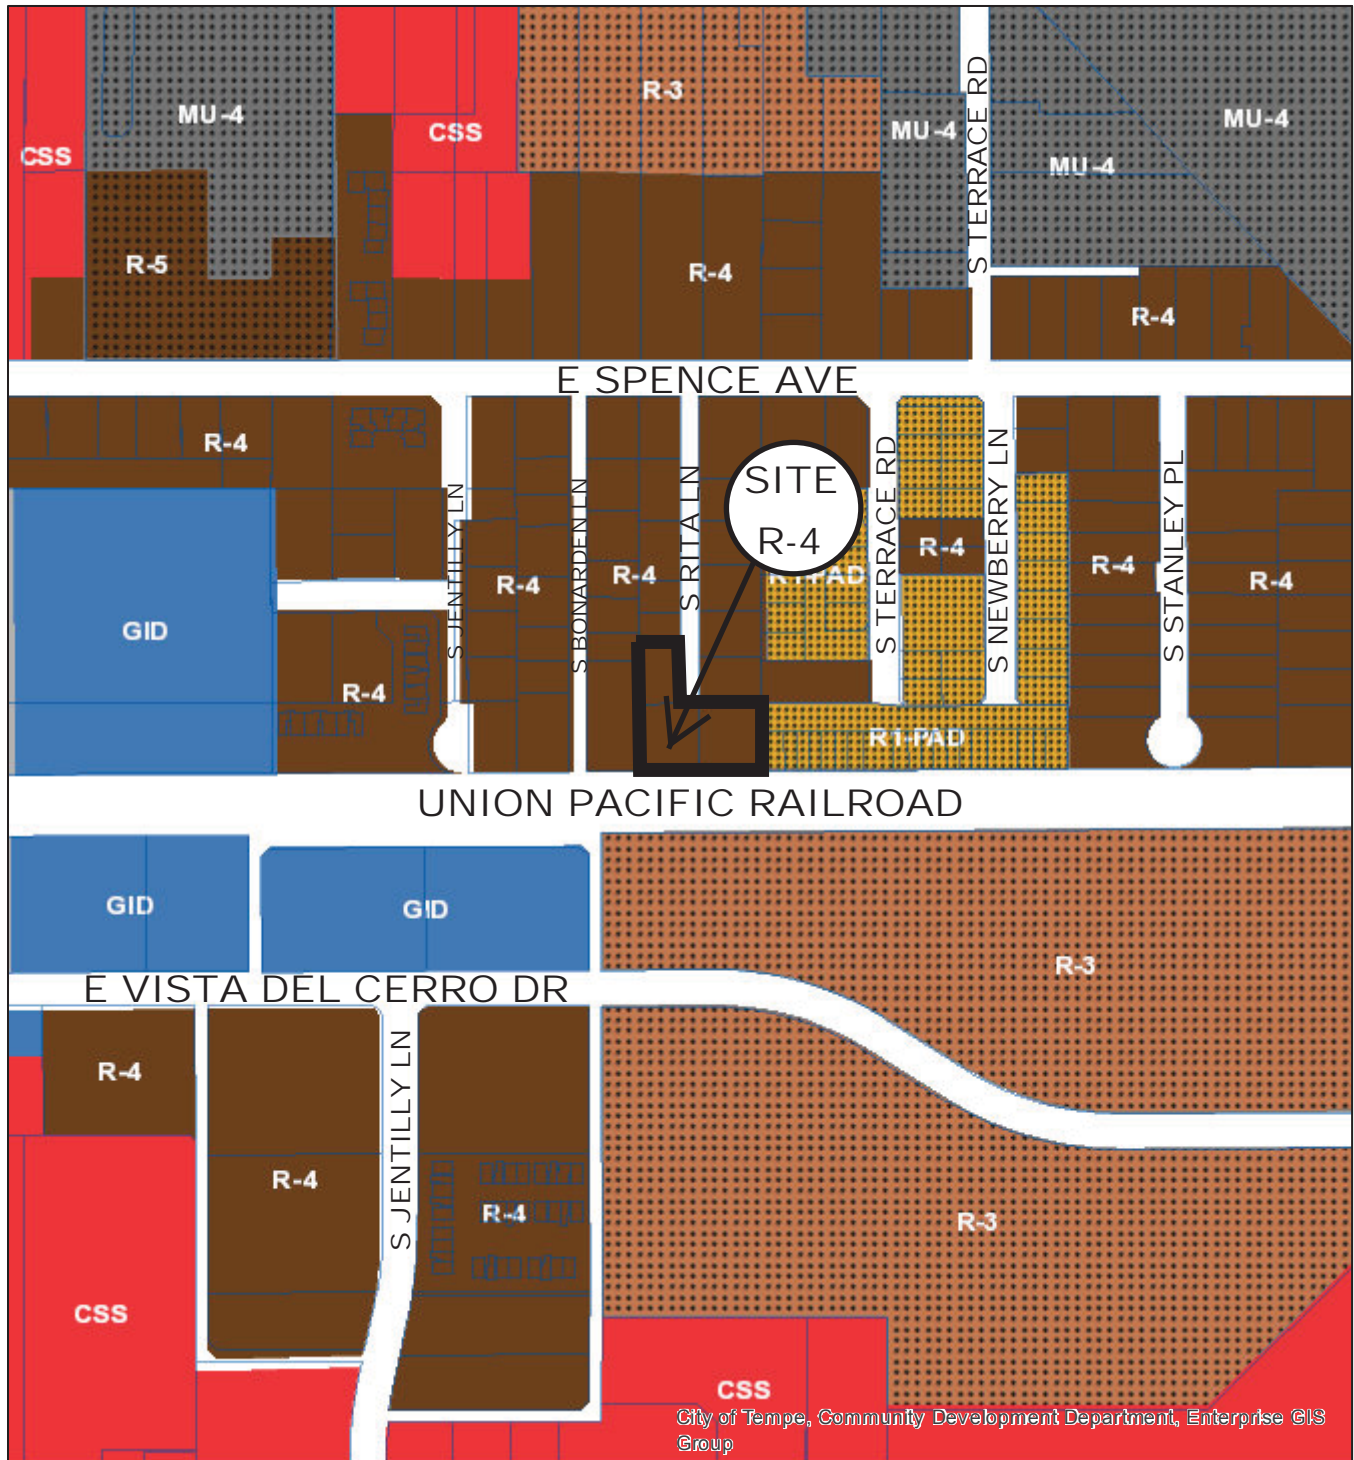 R-3
MU-4
CSS
CSS
MU-4
MU-4
MU-4
S TERRACE RD
R-5
R-4
R-4
E SPENCE AVE
R-4
S JENTILLY LN
S BONARDEN LN
S RITA LN
SITE
R-4
S TERRACE RD
S NEWBERRY LN
S STANLEY PL
R-4
R-4
R1-PAD
R-4
R-4
R-4
GID
R-4
R1-PAD
UNION PACIFIC RAILROAD
GID
GID
R-3
E VISTA DEL CERRO DR
R-4
S JENTILLY LN
R-4
R-4
R-3
CSS
CSS
City of Tempe, Community Development Department, Enterprise GIS
Group